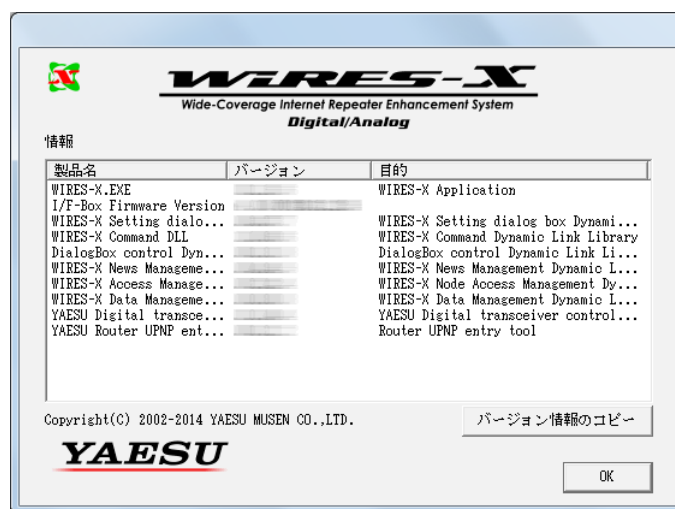 WiRES-X
Wide-Coverage Internet Repeater Enhancement System
Digital/Analog
情報
製品名 バージョン 目的
WIRES-X.EXE WIRES-X Application
I/F-Box Firmware Version
WIRES-X Setting dialo... WIRES-X Setting dialog box Dynami...
WIRES-X Command DLL WIRES-X Command Dynamic Link Library
DialogBox control Dyn... DialogBox control Dynamic Link Li...
WIRES-X News Manageme... WIRES-X News Management Dynamic L...
WIRES-X Access Manage... WIRES-X Node Access Management Dy...
WIRES-X Data Manageme... WIRES-X Data Management Dynamic L...
YAESU Digital transce... YAESU Digital transceiver control...
YAESU Router UPNP ent... Router UPNP entry tool
Copyright(C) 2002-2014 YAESU MUSEN CO.,LTD.
バージョン情報のコピー
YAESU
OK